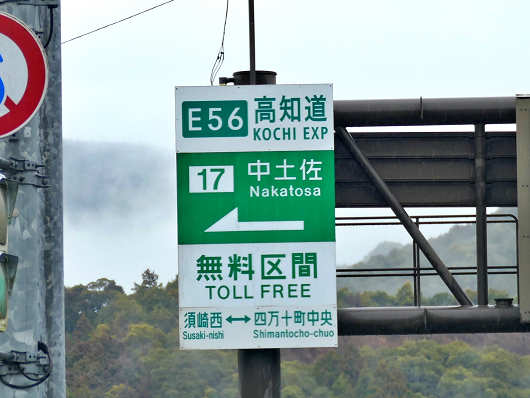 E56 高知道
KOCHI EXP
17 中土佐
Nakatosa
無料区間
TOLL FREE
須崎西 ↔ 四万十町中央
Susaki-nishi Shimantocho-chuo